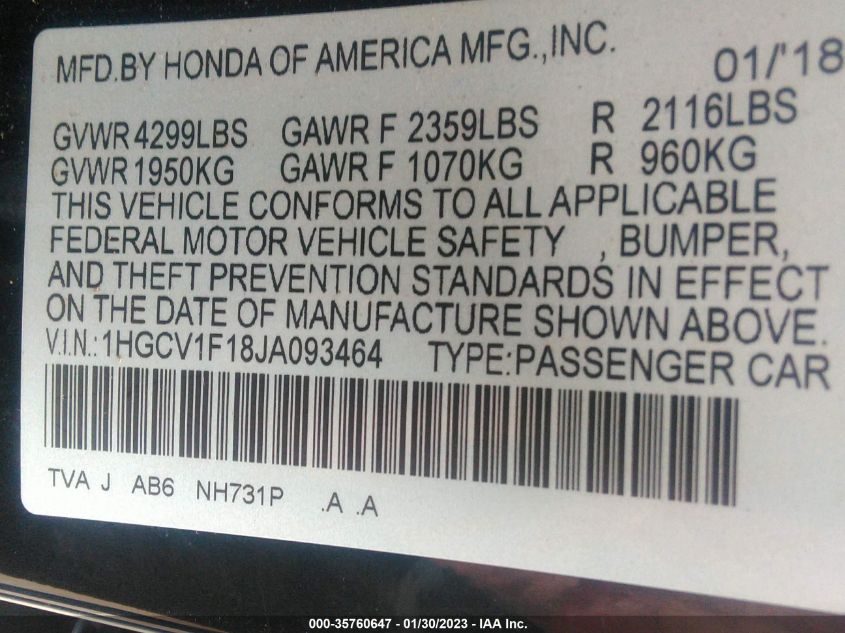 MFD.BY HONDA OF AMERICA MFG.,INC. 01/'18
GVWR 4299LBS GAWR F 2359LBS R 2116LBS
GVWR 1950KG GAWR F 1070KG R 960KG
THIS VEHICLE CONFORMS TO ALL APPLICABLE
FEDERAL MOTOR VEHICLE SAFETY , BUMPER,
AND THEFT PREVENTION STANDARDS IN EFFECT
ON THE DATE OF MANUFACTURE SHOWN ABOVE.
V.I.N.: 1HGCV1F18JA093464 TYPE:PASSENGER CAR
TVA J AB6 NH731P .A .A
000-35760647 - 01/30/2023 - IAA Inc.